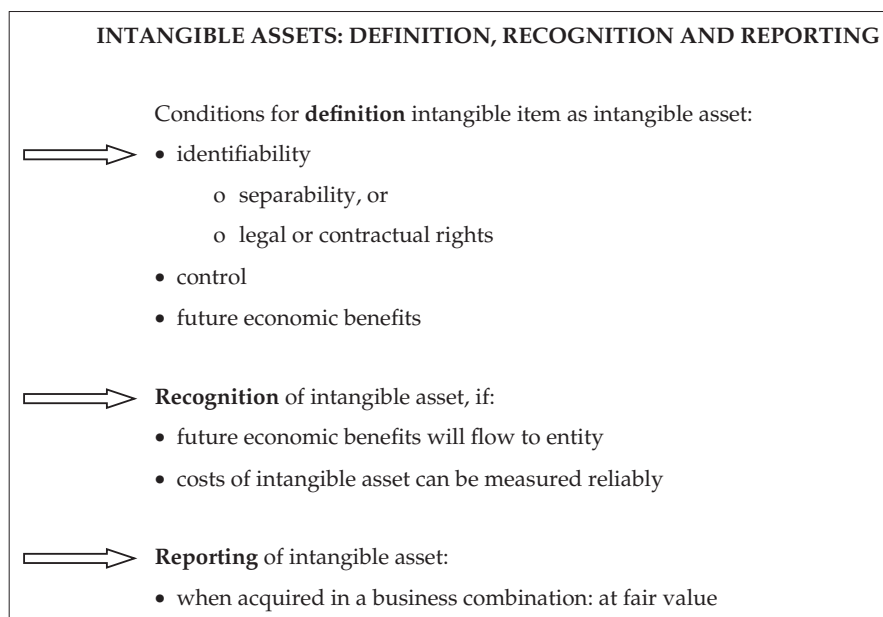 INTANGIBLE ASSETS: DEFINITION, RECOGNITION AND REPORTING
Conditions for definition intangible item as intangible asset:
• identifiability
o separability, or
o legal or contractual rights
• control
• future economic benefits
Recognition of intangible asset, if:
• future economic benefits will flow to entity
• costs of intangible asset can be measured reliably
Reporting of intangible asset:
• when acquired in a business combination: at fair value